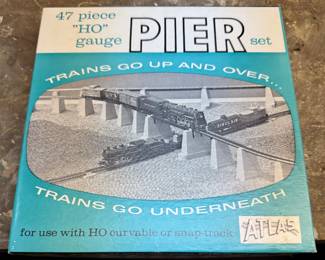 47 piece
"HO"
gauge
PIER set
TRAINS GO UP AND OVER...
SINCLAIR
TRAINS GO UNDERNEATH
for use with HO curvable or snap-track
ATLAS